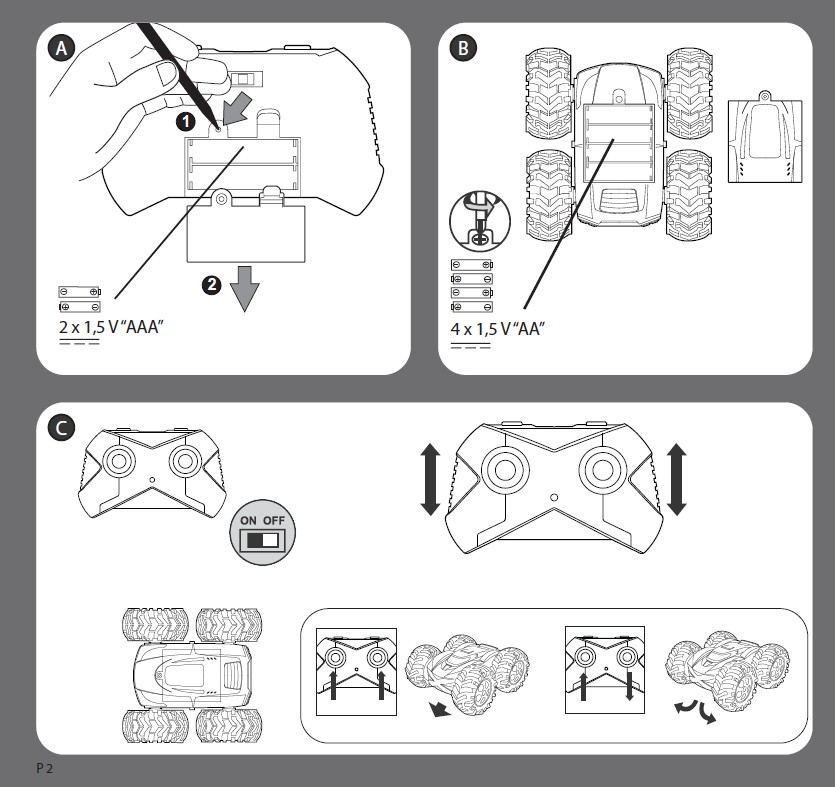 A
1
2
2 x 1,5 V “AAA”
B
4 x 1,5 V “AA”
C
ON OFF
P 2